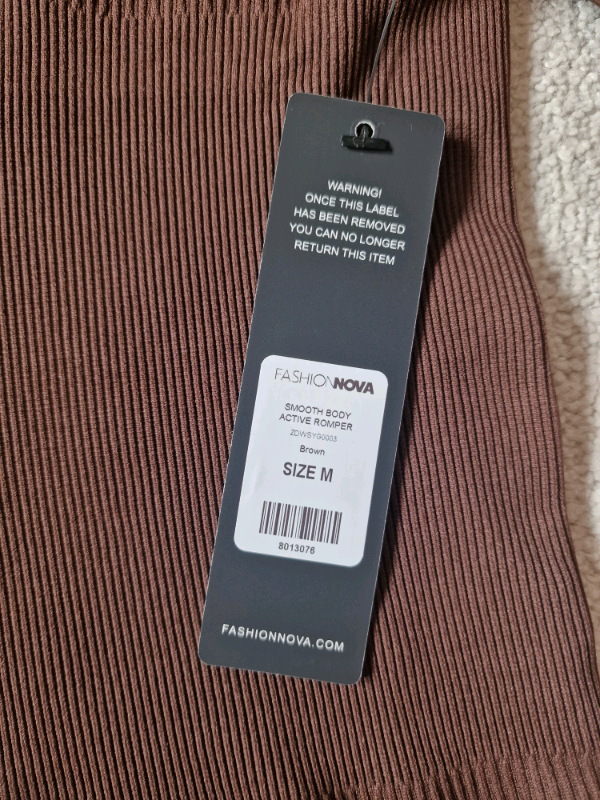 WARNING!
ONCE THIS LABEL
HAS BEEN REMOVED
YOU CAN NO LONGER
RETURN THIS ITEM
FASHIONNOVA
SMOOTH BODY
ACTIVE ROMPER
ZDWSYG0003
Brown
SIZE M
8013076
FASHIONNOVA.COM